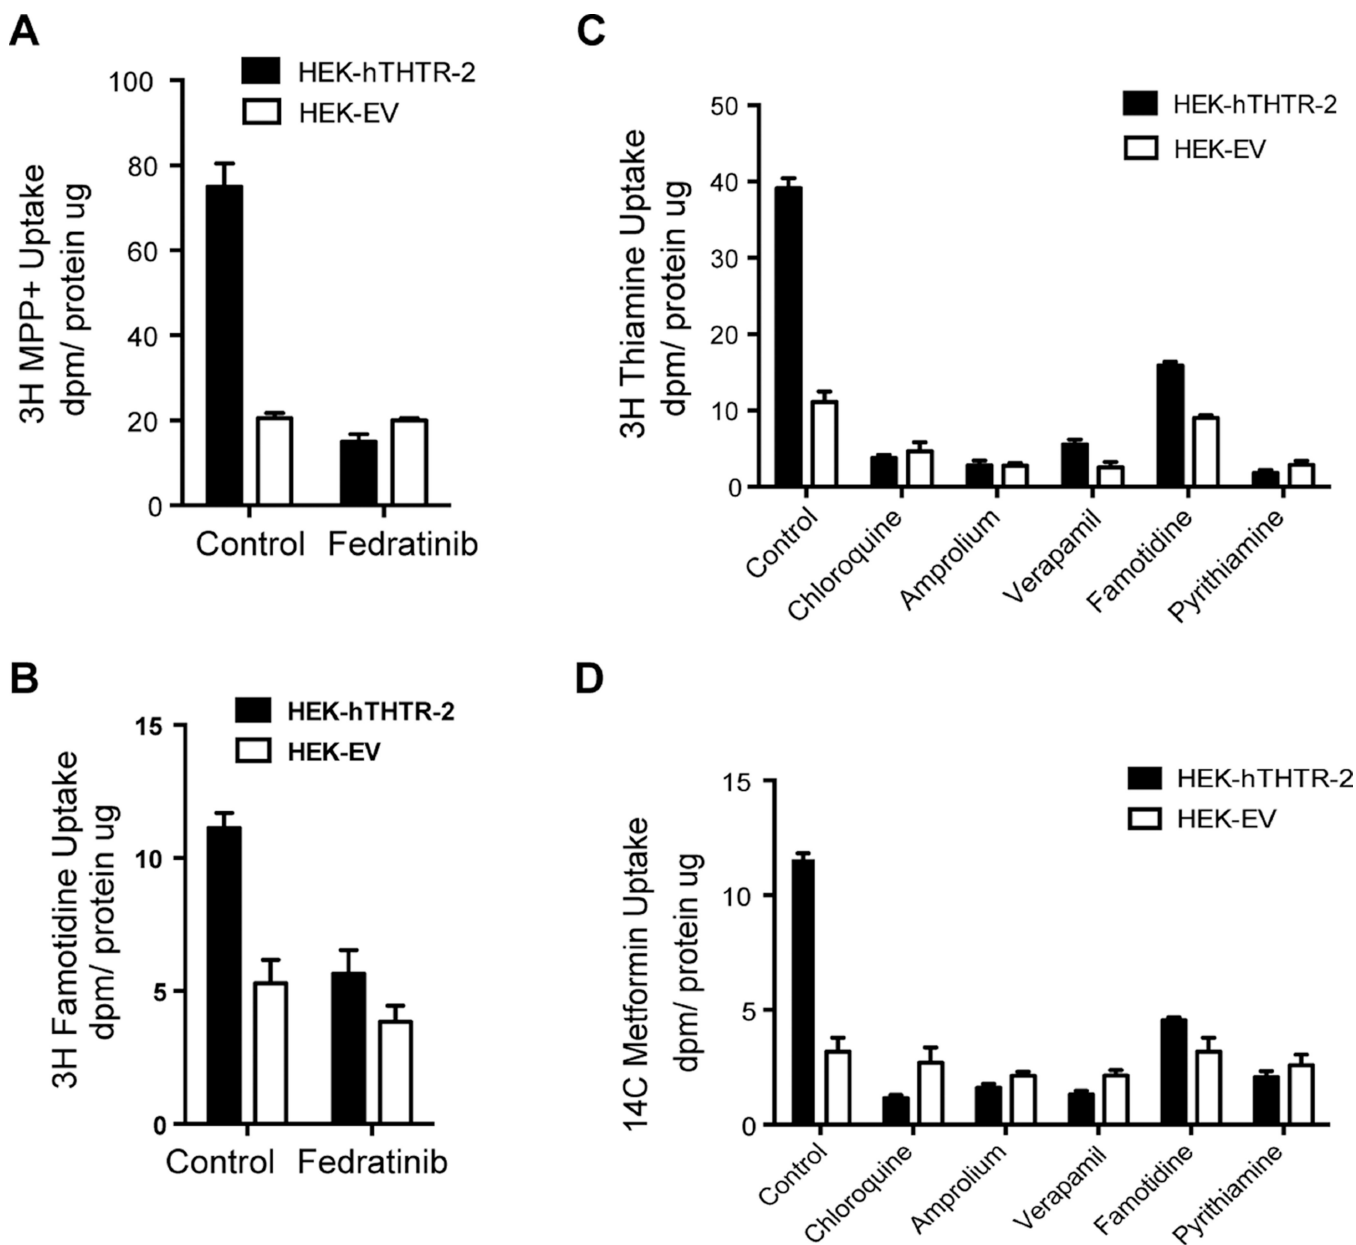 A
HEK-hTHTR-2
HEK-EV
3H MPP+ Uptake
dpm/ protein ug
100
80
60
40
20
0
Control Fedratinib
C
HEK-hTHTR-2
HEK-EV
3H Thiamine Uptake
dpm/ protein ug
50
40
30
20
10
0
Control
Chloroquine
Amprolium
Verapamil
Famotidine
Pyrithiamine
B
HEK-hTHTR-2
HEK-EV
3H Famotidine Uptake
dpm/ protein ug
15
10
5
0
Control Fedratinib
D
HEK-hTHTR-2
HEK-EV
14C Metformin Uptake
dpm/ protein ug
15
10
5
0
Control
Chloroquine
Amprolium
Verapamil
Famotidine
Pyrithiamine